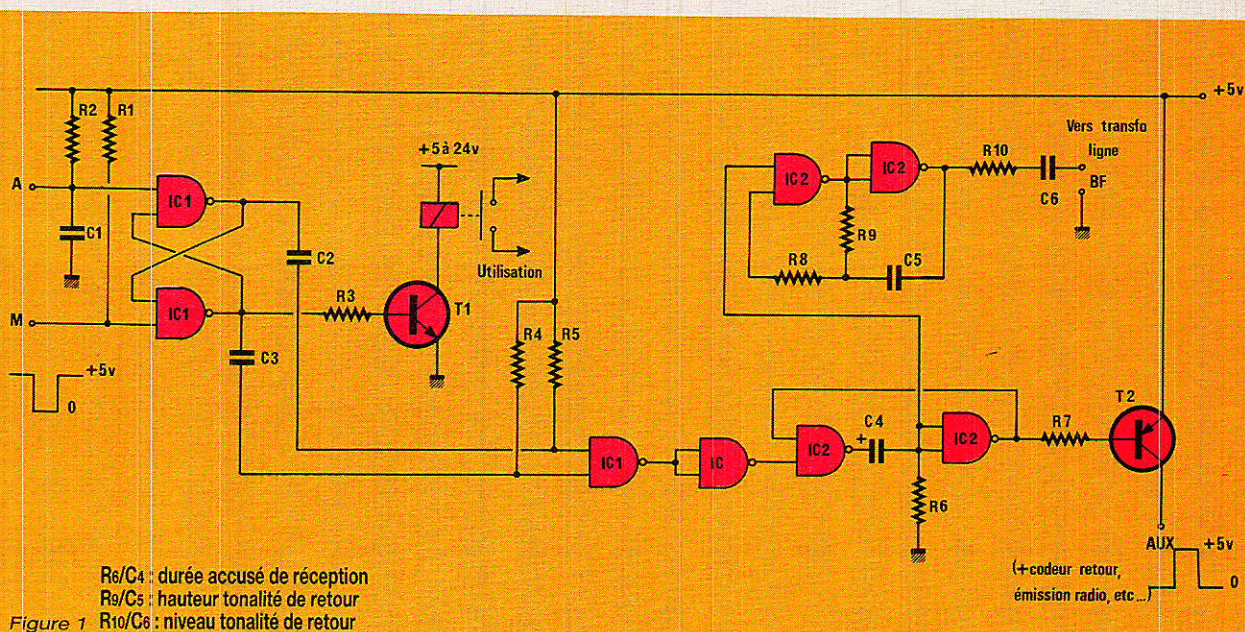 R2 R1
+5v
A
IC1
C1
C2
+5 à 24v
Utilisation
M
IC1
R3
T1
C3
+5v
0
R4 R5
IC2
IC2
R10
C6
Vers transfo
ligne
BF
R9
R8
C5
IC1
IC
IC2
C4
+
IC2
R6
R7
T2
AUX
+5v
0
(+codeur retour,
émission radio, etc...)
R6/C4 : durée accusé de réception
R9/C5 : hauteur tonalité de retour
Figure 1 R10/C6 : niveau tonalité de retour